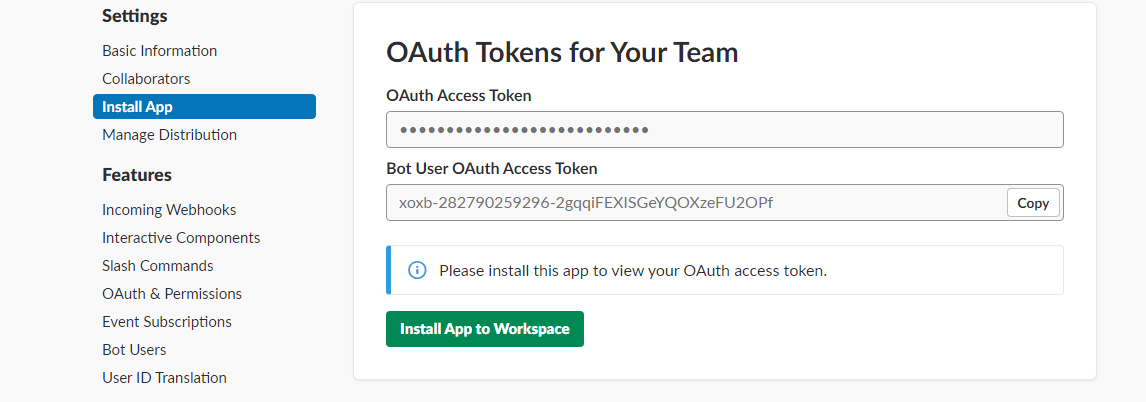 Settings
Basic Information
Collaborators
Install App
Manage Distribution
Features
Incoming Webhooks
Interactive Components
Slash Commands
OAuth & Permissions
Event Subscriptions
Bot Users
User ID Translation
OAuth Tokens for Your Team
OAuth Access Token
Bot User OAuth Access Token
xoxb-282790259296-2gqqiFEXISGeYQOXzeFU2OPf Copy
Please install this app to view your OAuth access token.
Install App to Workspace